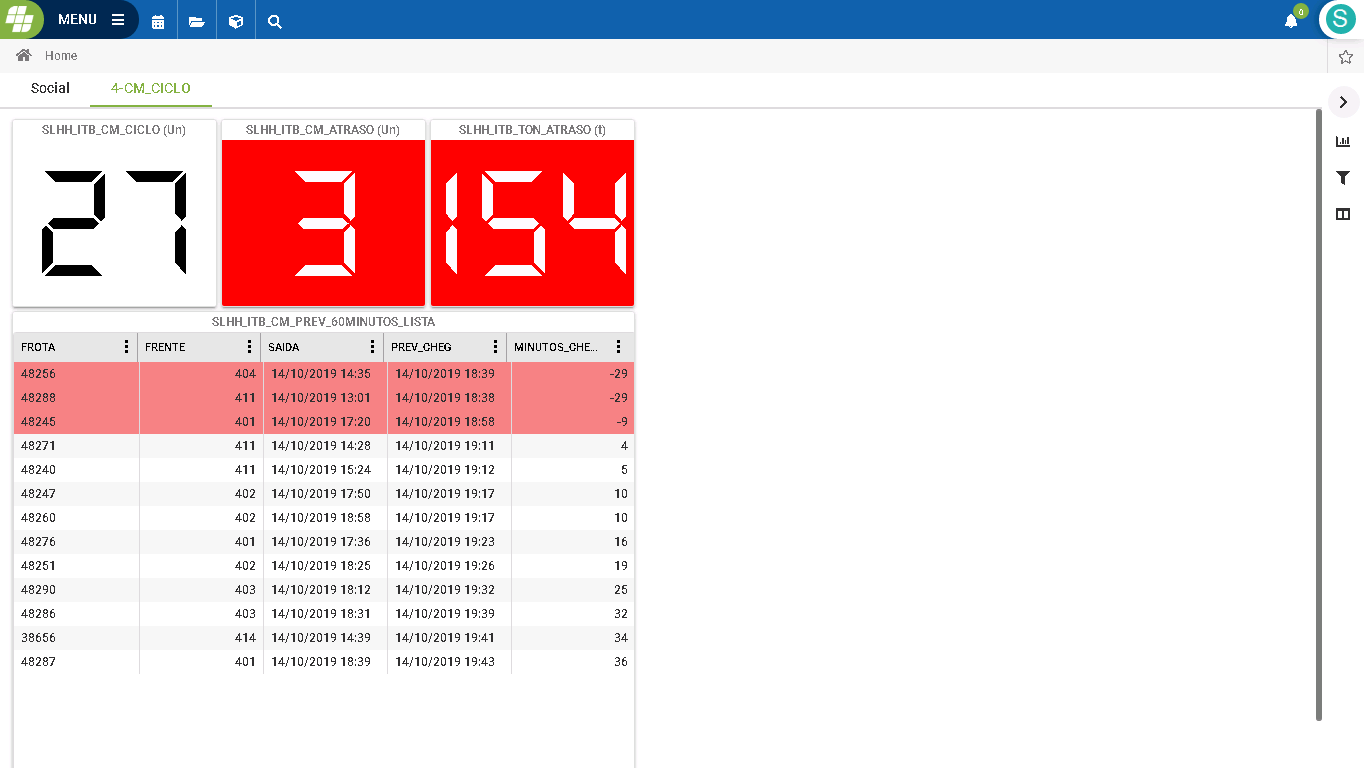 MENU
0
S
Home
Social 4-CM_CICLO
SLHH_ITB_CM_CICLO (Un) SLHH_ITB_CM_ATRASO (Un) SLHH_ITB_TON_ATRASO (t)
27 3 154
SLHH_ITB_CM_PREV_60MINUTOS_LISTA
FROTA FRENTE SAIDA PREV_CHEG MINUTOS_CHE...
48256 404 14/10/2019 14:35 14/10/2019 18:39 -29
48288 411 14/10/2019 13:01 14/10/2019 18:38 -29
48245 401 14/10/2019 17:20 14/10/2019 18:58 -9
48271 411 14/10/2019 14:28 14/10/2019 19:11 4
48240 411 14/10/2019 15:24 14/10/2019 19:12 5
48247 402 14/10/2019 17:50 14/10/2019 19:17 10
48260 402 14/10/2019 18:58 14/10/2019 19:17 10
48276 401 14/10/2019 17:36 14/10/2019 19:23 16
48251 402 14/10/2019 18:25 14/10/2019 19:26 19
48290 403 14/10/2019 18:12 14/10/2019 19:32 25
48286 403 14/10/2019 18:31 14/10/2019 19:39 32
38656 414 14/10/2019 14:39 14/10/2019 19:41 34
48287 401 14/10/2019 18:39 14/10/2019 19:43 36